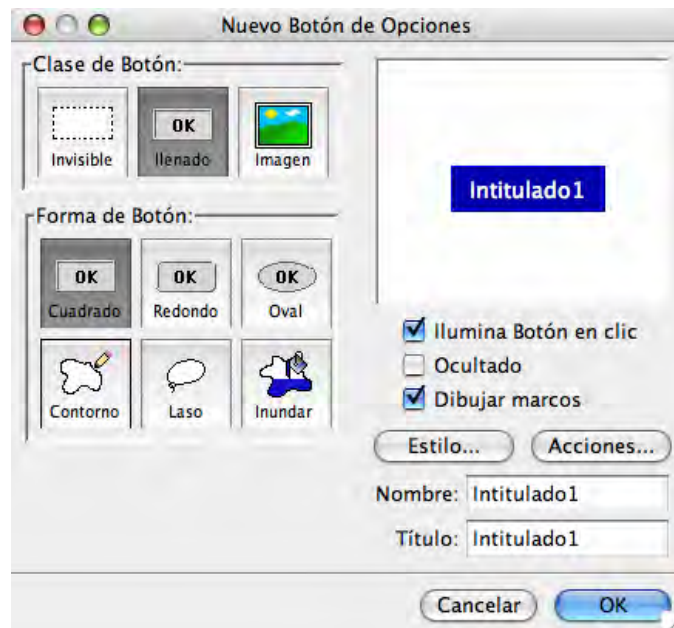 Nuevo Botón de Opciones
Clase de Botón:
OK
Invisible llenado Imagen
Forma de Botón:
OK OK OK
Cuadrado Redondo Oval
Contorno Laso Inundar
Intitulado1
Ilumina Botón en clic
Ocultado
Dibujar marcos
Estilo... Acciones...
Nombre: Intitulado1
Título: Intitulado1
Cancelar OK